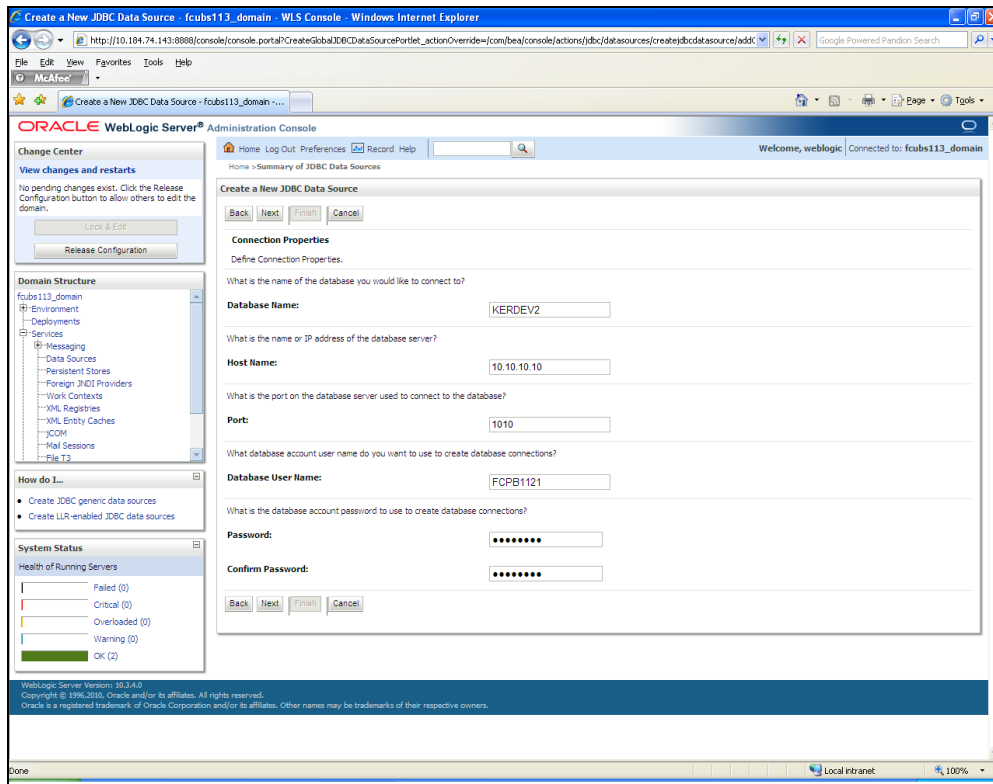 Create a New JDBC Data Source - fcubs113_domain - WLS Console - Windows Internet Explorer
http://10.184.74.143:8888/console/console.portal?CreateGlobalJDBCDataSourcePortlet_actionOverride=/com/bea/console/actions/jdbc/datasources/createjdbcdatasource/addC
Google Powered Pandion Search
File Edit View Favorites Tools Help
McAfee
Create a New JDBC Data Source - fcubs113_domain -...
Page Tools
ORACLE WebLogic Server® Administration Console
Change Center
View changes and restarts
No pending changes exist. Click the Release
Configuration button to allow others to edit the
domain.
Lock & Edit
Release Configuration
Domain Structure
fcubs113_domain
Environment
Deployments
Services
Messaging
Data Sources
Persistent Stores
Foreign JNDI Providers
Work Contexts
XML Registries
XML Entity Caches
jCOM
Mail Sessions
File T3
How do I...
Create JDBC generic data sources
Create LLR-enabled JDBC data sources
System Status
Health of Running Servers
Failed (0)
Critical (0)
Overloaded (0)
Warning (0)
OK (2)
Home Log Out Preferences Record Help
Welcome, weblogic Connected to: fcubs113_domain
Home >Summary of JDBC Data Sources
Create a New JDBC Data Source
Back Next Finish Cancel
Connection Properties
Define Connection Properties.
What is the name of the database you would like to connect to?
Database Name: KERDEV2
What is the name or IP address of the database server?
Host Name: 10.10.10.10
What is the port on the database server used to connect to the database?
Port: 1010
What database account user name do you want to use to create database connections?
Database User Name: FCPB1121
What is the database account password to use to create database connections?
Password: ●●●●●●●●
Confirm Password: ●●●●●●●●
Back Next Finish Cancel
WebLogic Server Version: 10.3.4.0
Copyright © 1996,2010, Oracle and/or its affiliates. All rights reserved.
Oracle is a registered trademark of Oracle Corporation and/or its affiliates. Other names may be trademarks of their respective owners.
Done
Local intranet
100%